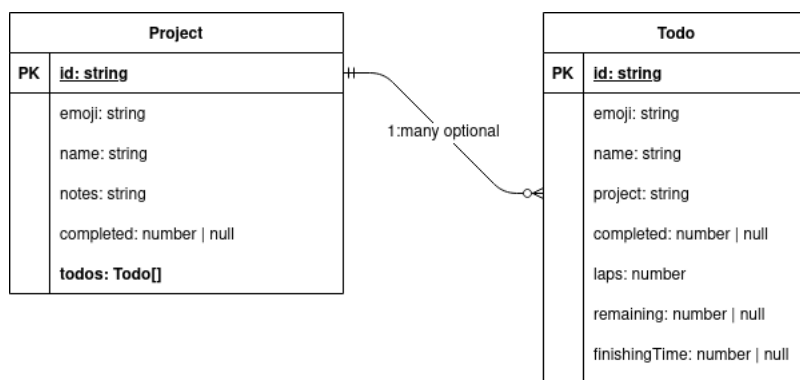 Project
PK id: string
emoji: string
name: string
notes: string
completed: number | null
todos: Todo[]
1:many optional
Todo
PK id: string
emoji: string
name: string
project: string
completed: number | null
laps: number
remaining: number | null
finishingTime: number | null